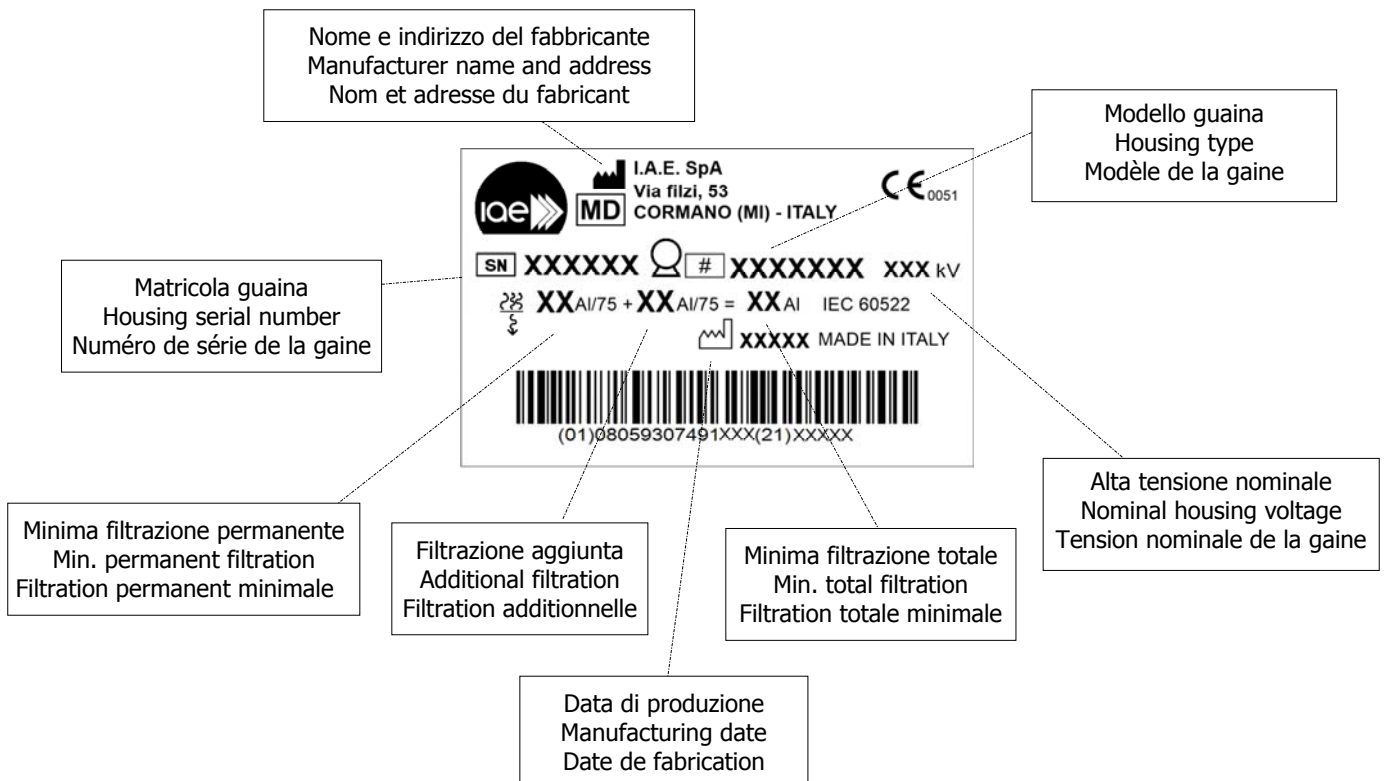 Nome e indirizzo del fabbricante
Manufacturer name and address
Nom et adresse du fabricant
Modello guaina
Housing type
Modèle de la gaine
iae
I.A.E. SpA
Via filzi, 53
MD CORMANO (MI) - ITALY
CE 0051
SN XXXXXX # XXXXXXX XXX kV
XX Al/75 + XX Al/75 = XX Al IEC 60522
XXXXX MADE IN ITALY
(01)08059307491XXX(21)XXXXX
Matricola guaina
Housing serial number
Numéro de série de la gaine
Minima filtrazione permanente
Min. permanent filtration
Filtration permanent minimale
Filtrazione aggiunta
Additional filtration
Filtration additionnelle
Minima filtrazione totale
Min. total filtration
Filtration totale minimale
Alta tensione nominale
Nominal housing voltage
Tension nominale de la gaine
Data di produzione
Manufacturing date
Date de fabrication